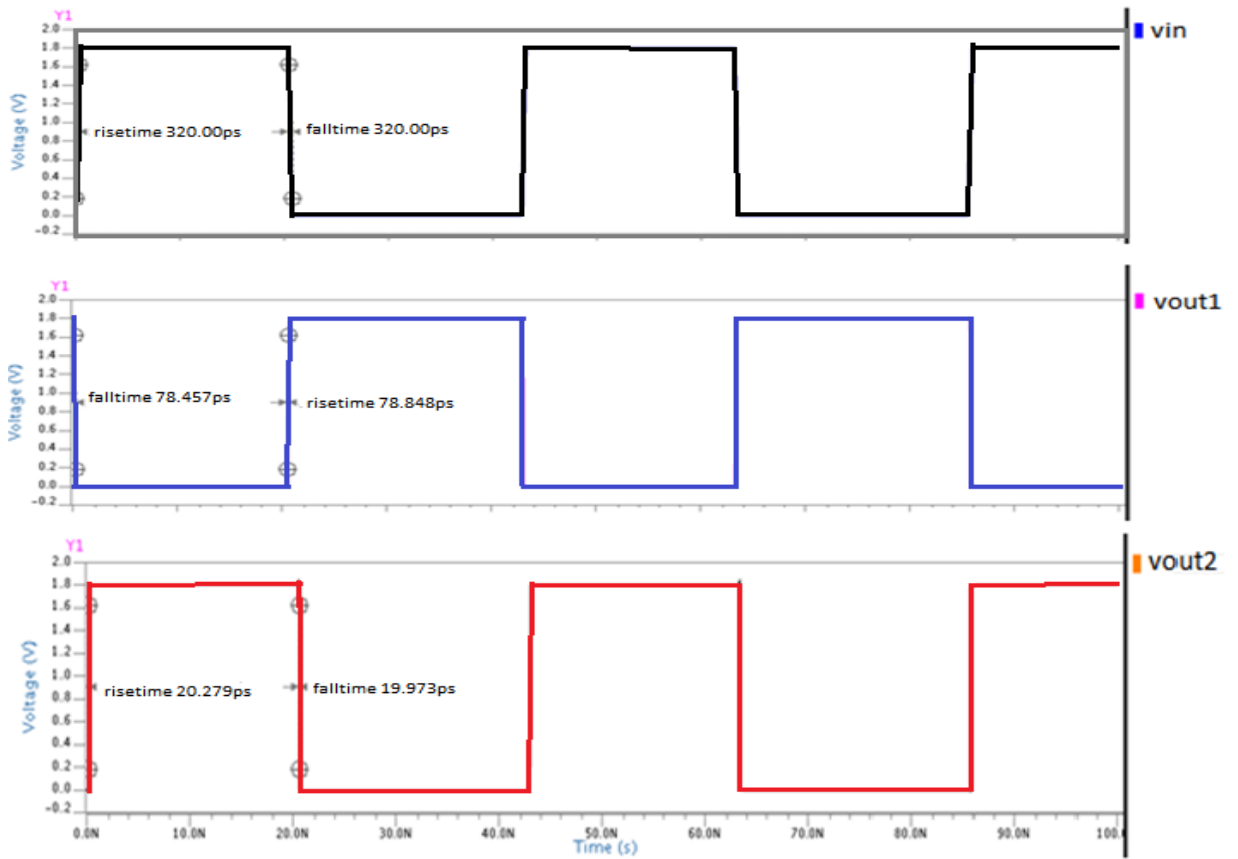 Y1
2.0
1.8
1.6
1.4
1.2
1.0
0.8
0.6
0.4
0.2
0.0
-0.2
Voltage (V)
risetime 320.00ps
falltime 320.00ps
vin
Y1
2.0
1.8
1.6
1.4
1.2
1.0
0.8
0.6
0.4
0.2
0.0
-0.2
Voltage (V)
falltime 78.457ps
risetime 78.848ps
vout1
Y1
2.0
1.8
1.6
1.4
1.2
1.0
0.8
0.6
0.4
0.2
0.0
-0.2
Voltage (V)
risetime 20.279ps
falltime 19.973ps
vout2
0.0N 10.0N 20.0N 30.0N 40.0N 50.0N 60.0N 70.0N 80.0N 90.0N 100.
Time (s)